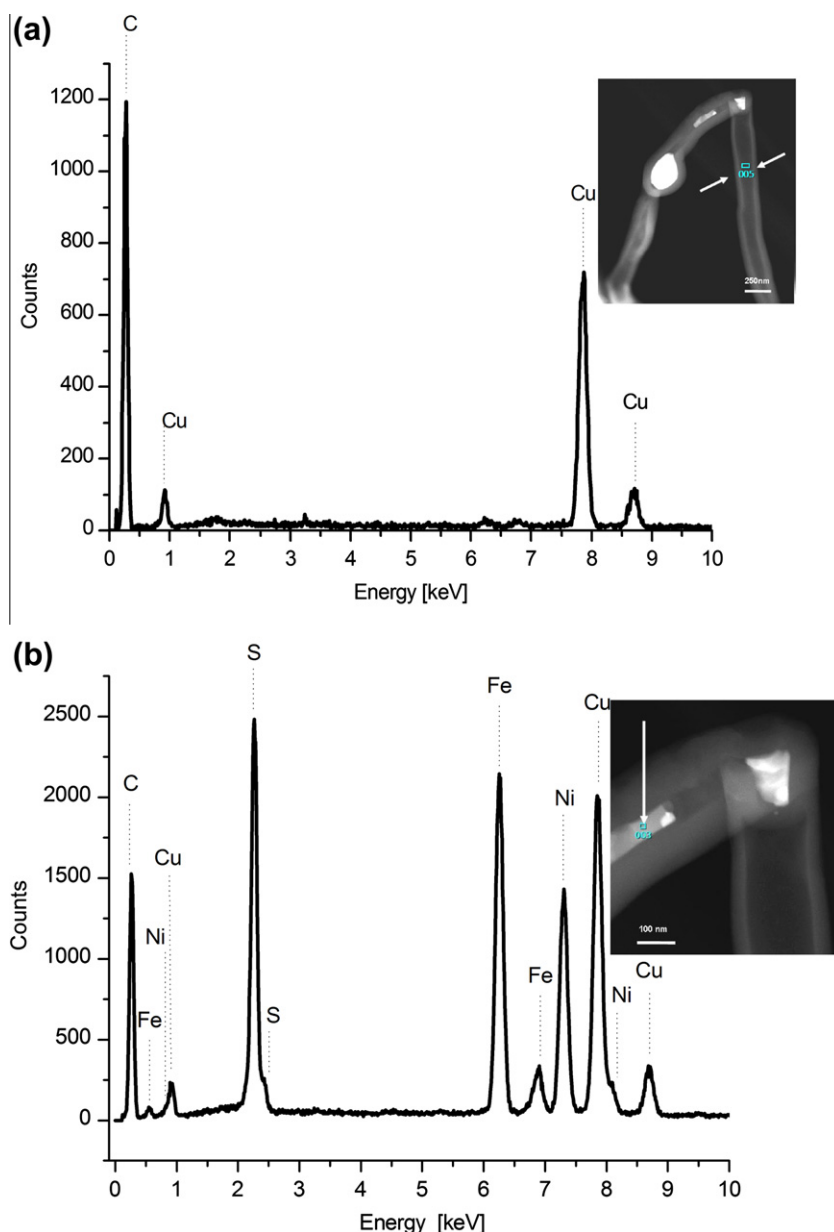 (a)
C
1200
1000
800
600
400
200
0
Counts
Cu
Cu
Cu
005
250nm
0 1 2 3 4 5 6 7 8 9 10
Energy [keV]
(b)
S
Fe
Cu
2500
2000
1500
1000
500
0
Counts
C
Cu
Ni
Fe
S
Ni
Fe
Ni
Cu
003
100 nm
0 1 2 3 4 5 6 7 8 9 10
Energy [keV]